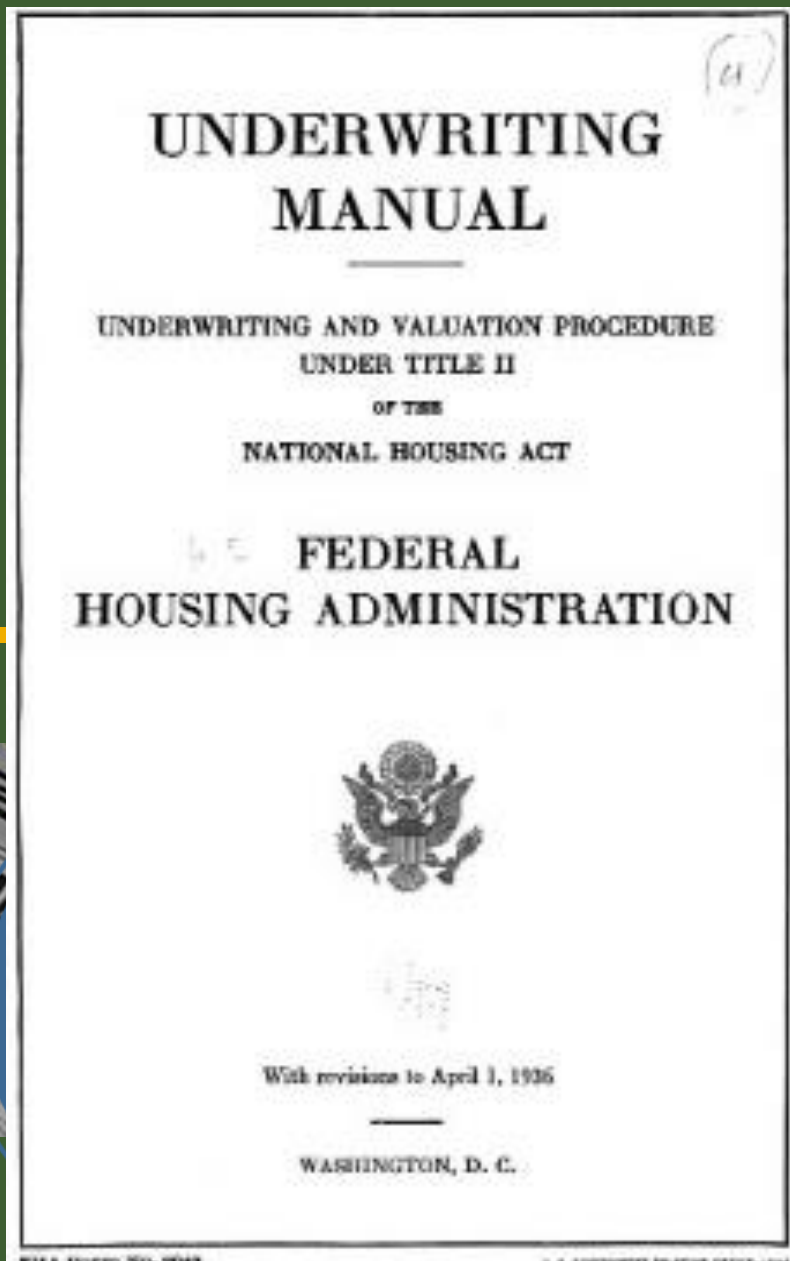 UNDERWRITING
MANUAL
UNDERWRITING AND VALUATION PROCEDURE
UNDER TITLE II
OF THE
NATIONAL HOUSING ACT
FEDERAL
HOUSING ADMINISTRATION
With revisions to April 1, 1936
WASHINGTON, D. C.